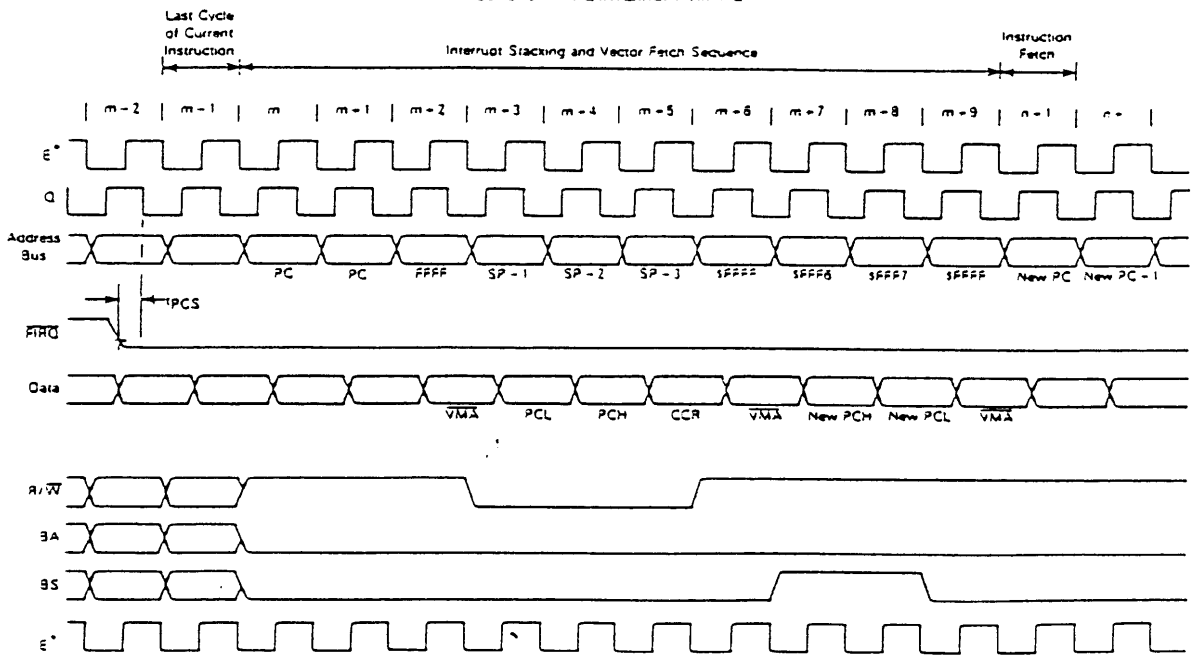 Last Cycle
of Current
Instruction
Interrupt Stacking and Vector Fetch Sequence
Instruction
Fetch
m - 2
m - 1
m
m + 1
m + 2
m + 3
m + 4
m + 5
m + 6
m + 7
m + 8
m + 9
n + 1
n +
E*
Q
Address
Bus
PC
PC
FFFF
SP - 1
SP - 2
SP - 3
$FFFF
$FFF6
$FFF7
$FFFF
New PC
New PC + 1
tPCS
FIRQ
Data
VMA
PCL
PCH
CCR
VMA
New PCH
New PCL
VMA
R/W
BA
BS
E*